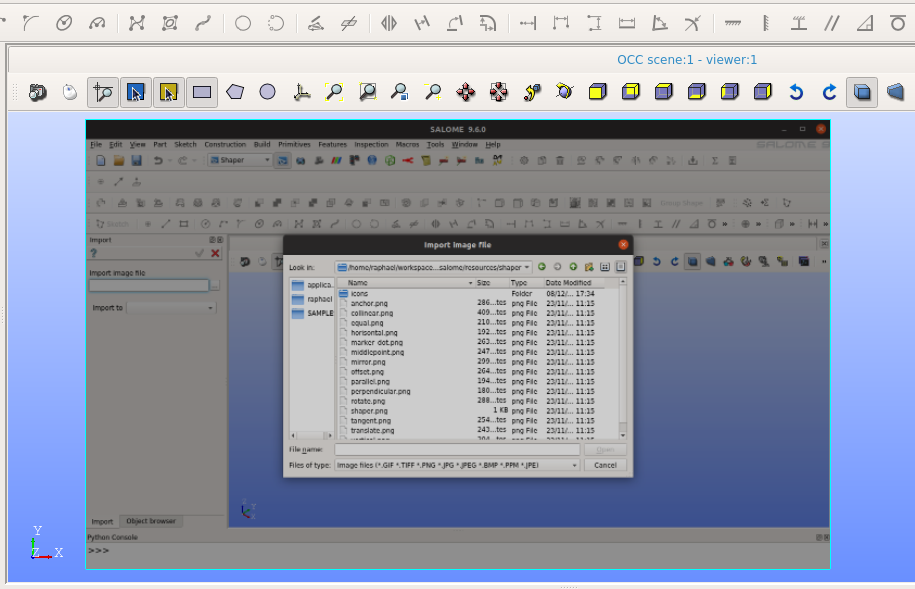 OCC scene:1 - viewer:1
SALOME 9.6.0
File Edit View Part Sketch Construction Build Primitives Features Inspection Macros Tools Window Help
SALOME 9
Shaper
Sketch
Import
Import image file
Import to
Import image file
Look in: /home/raphael/workspace...salome/resources/shaper
applica
raphael
SAMPLE
Name Size Type Date Modified
icons Folder 08/12/... 17:34
anchor.png 286...tes png File 23/11/... 11:15
collinear.png 409...tes png File 23/11/... 11:15
equal.png 210...tes png File 23/11/... 11:15
horisontal.png 192...tes png File 23/11/... 11:15
marker_dot.png 263...tes png File 23/11/... 11:15
middlepoint.png 247...tes png File 23/11/... 11:15
mirror.png 299...tes png File 23/11/... 11:15
offset.png 264...tes png File 23/11/... 11:15
parallel.png 194...tes png File 23/11/... 11:15
perpendicular.png 180...tes png File 23/11/... 11:15
rotate.png 288...tes png File 23/11/... 11:15
shaper.png 1 KB png File 23/11/... 11:15
tangent.png 254...tes png File 23/11/... 11:15
translate.png 243...tes png File 23/11/... 11:15
File name:
Open
Files of type: Image files (*.GIF *.TIFF *.PNG *.JPG *.JPEG *.BMP *.PPM *.JPE)
Cancel
Import Object browser
Python Console
>>>
Y
Z X